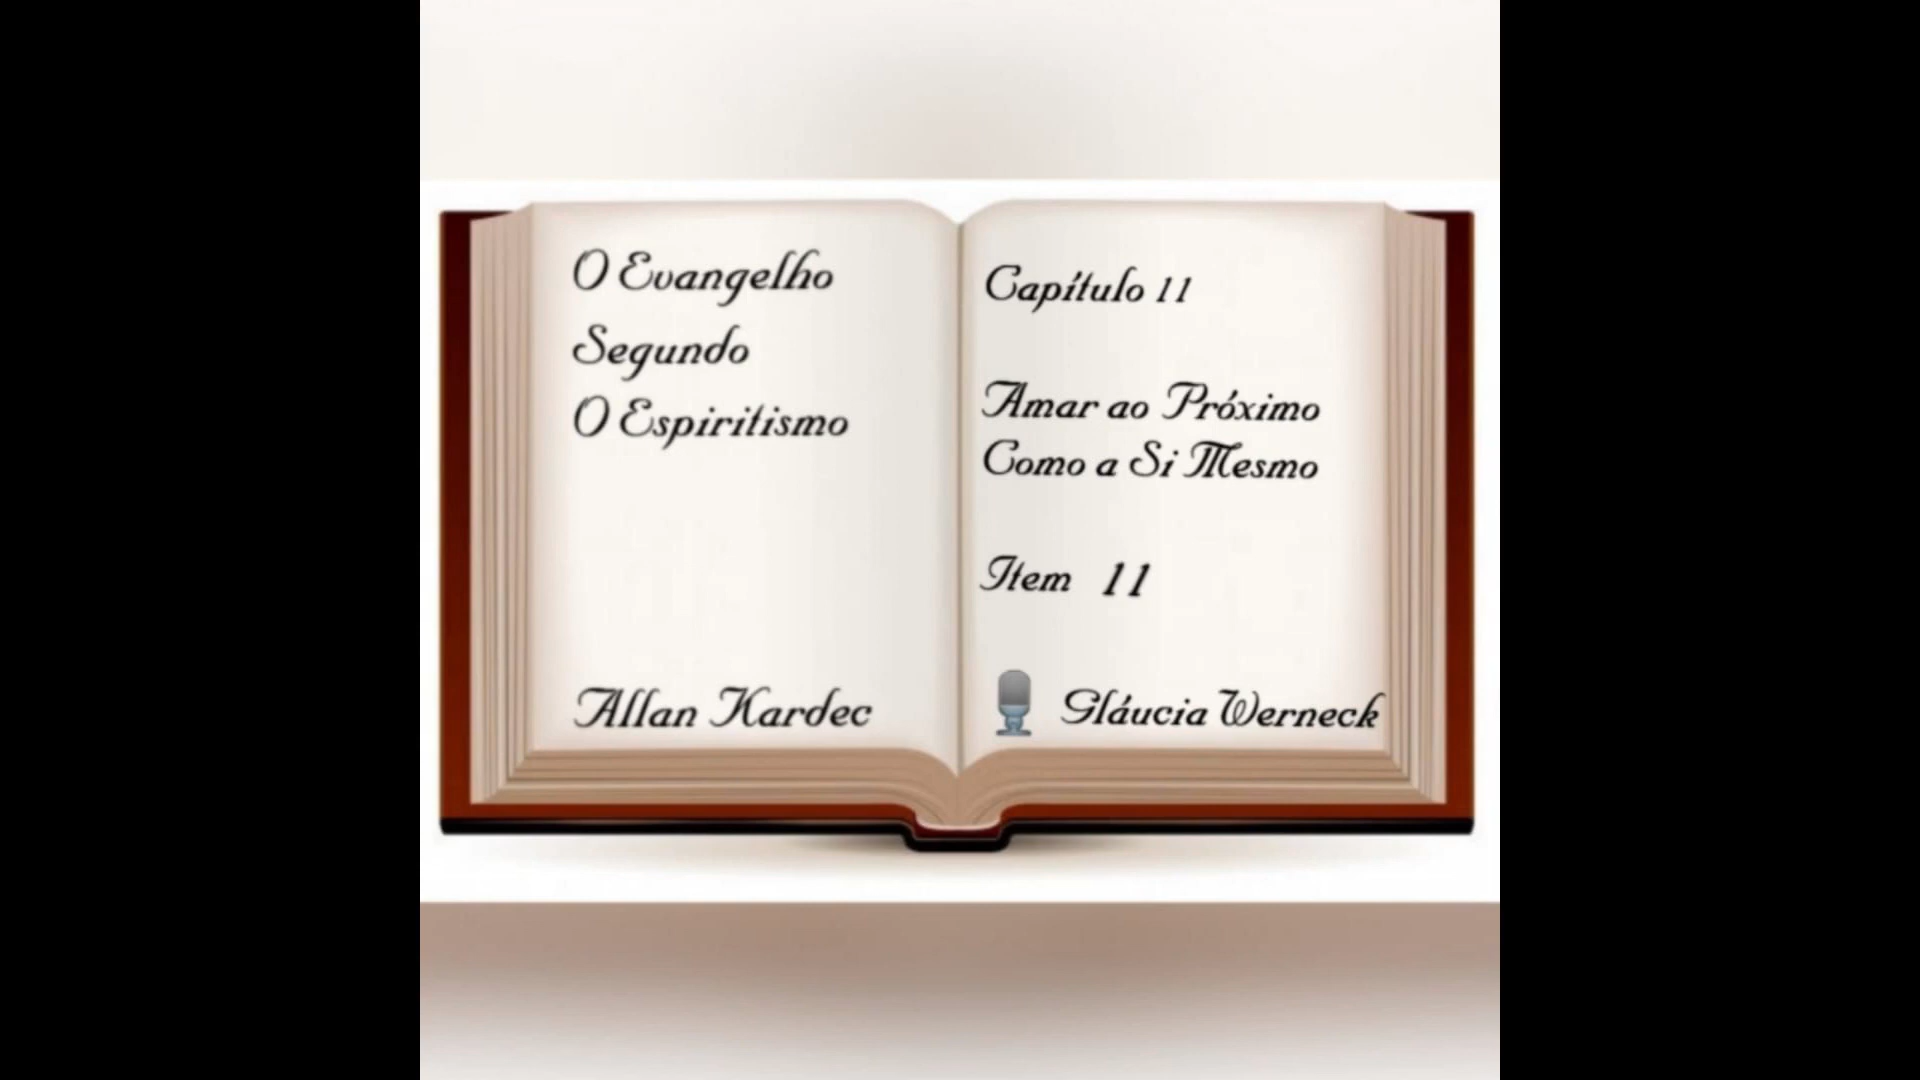 O Evangelho
Segundo
O Espiritismo
Allan Kardec
Capítulo 11
Amar ao Próximo
Como a Si Mesmo
Item 11
Gláucia Werneck